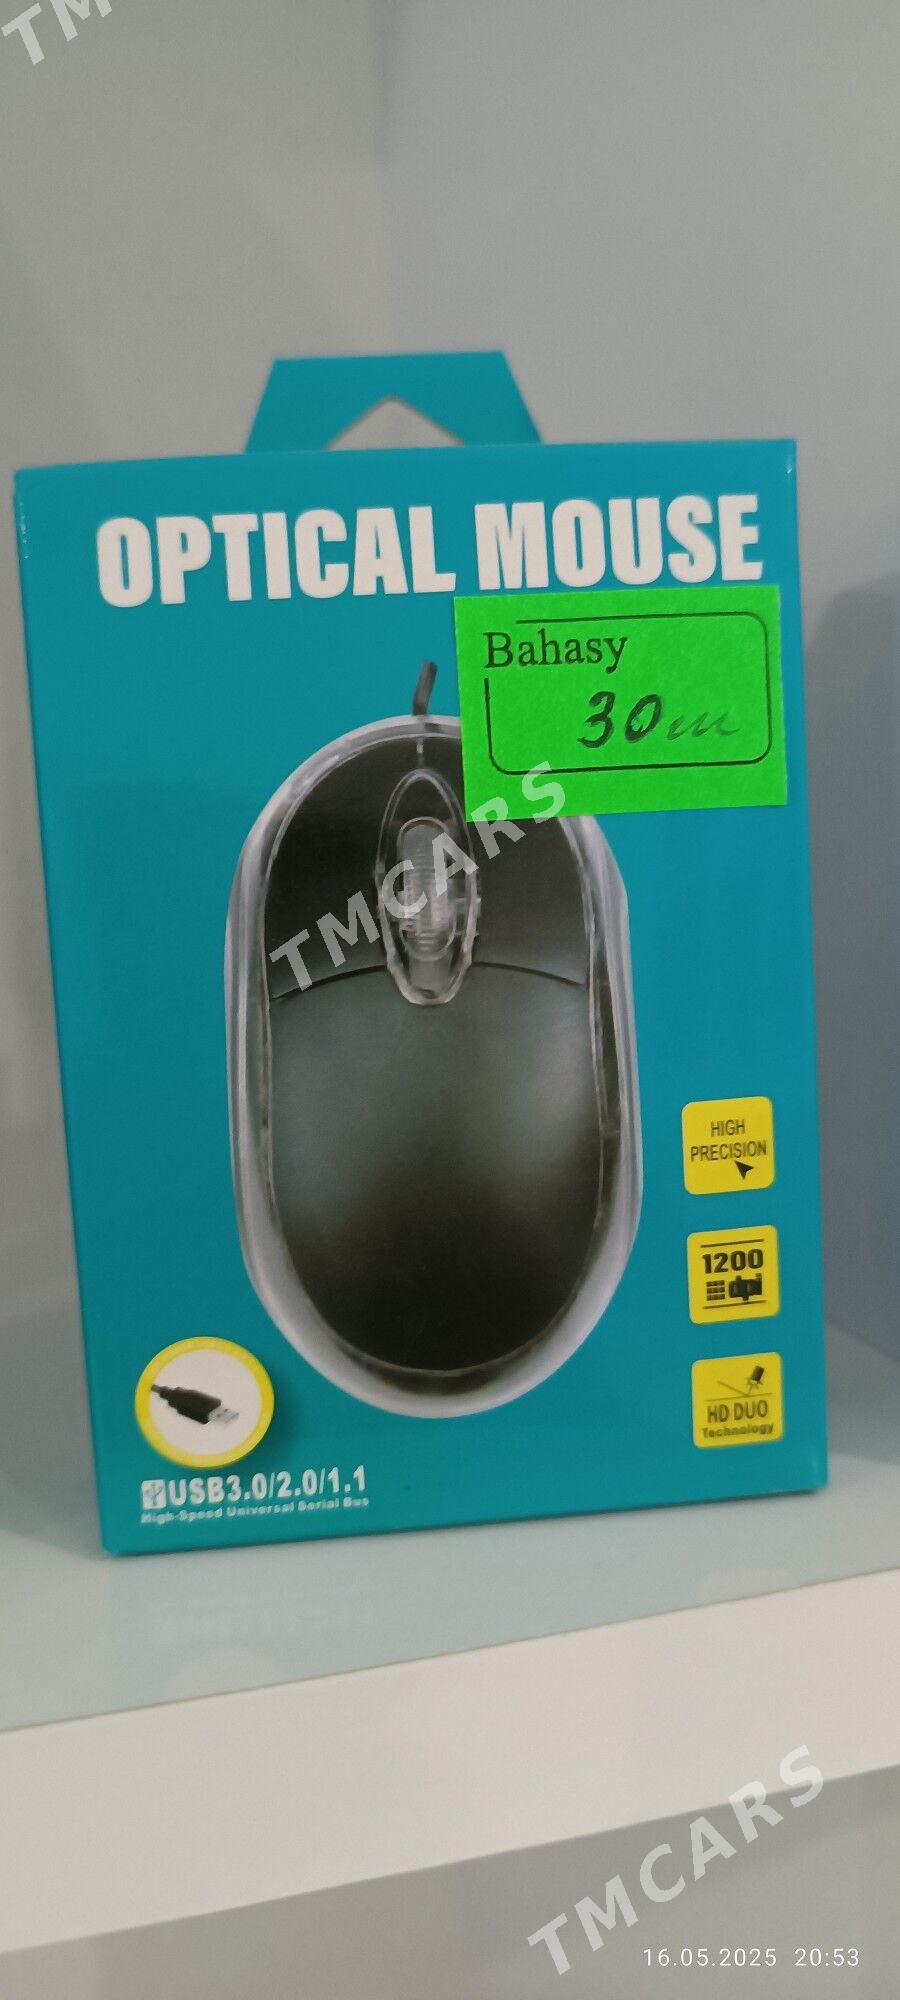 TM
OPTICAL MOUSE
Bahasy
30m
TMCARS
HIGH
PRECISION
1200
dpi
HD DUO
Technology
USB3.0/2.0/1.1
High-Speed Universal Serial Bus
TMCARS
16.05.2025 20:53